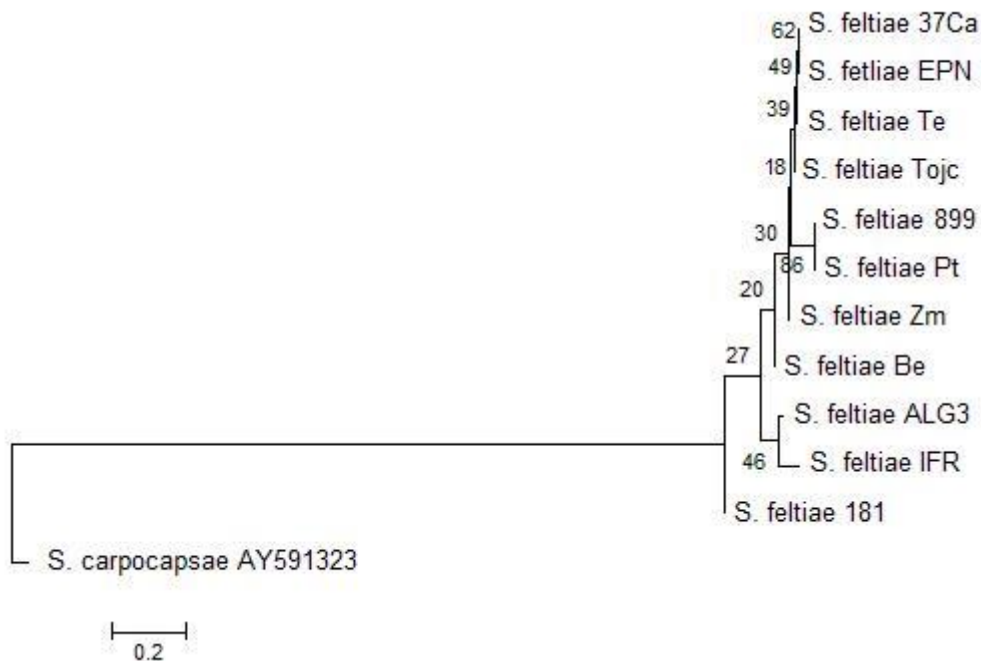 62
S. feltiae 37Ca
49
S. fetliae EPN
39
S. feltiae Te
18
S. feltiae Tojc
S. feltiae 899
30
86
S. feltiae Pt
20
S. feltiae Zm
27
S. feltiae Be
S. feltiae ALG3
46
S. feltiae IFR
S. feltiae 181
S. carpocapsae AY591323
0.2